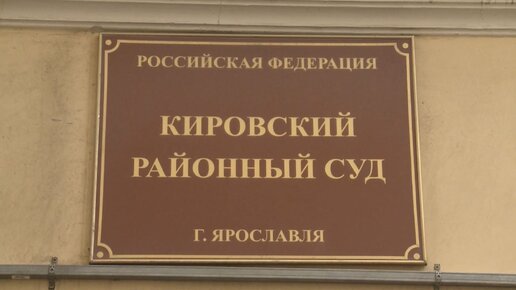 РОССИЙСКАЯ ФЕДЕРАЦИЯ
КИРОВСКИЙ
РАЙОННЫЙ СУД
Г. ЯРОСЛАВЛЯ